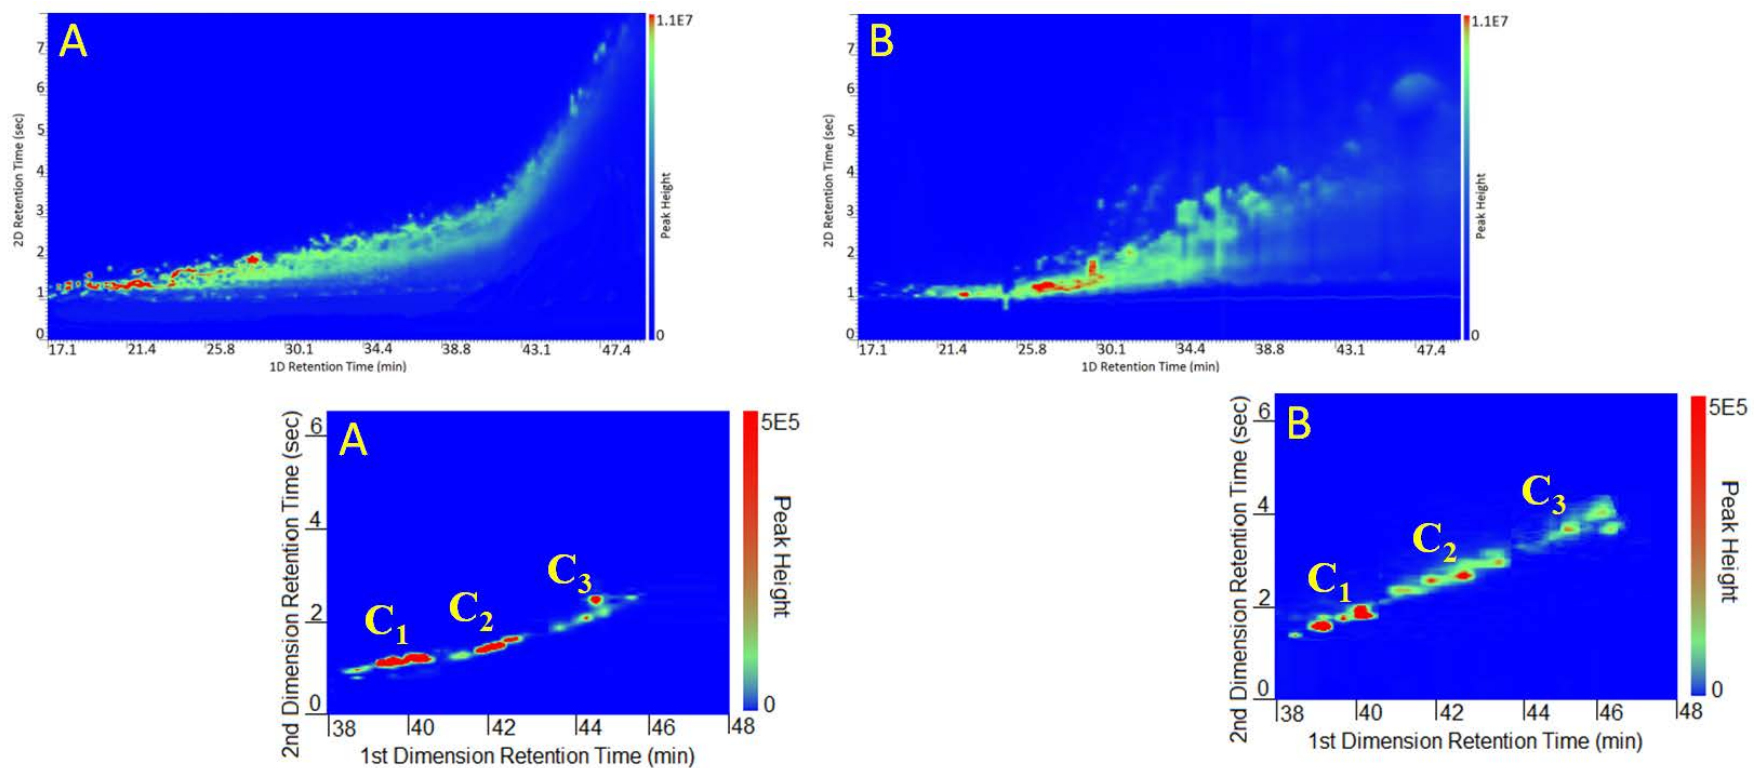 A
7
6
5
4
3
2
1
0
2D Retention Time (sec)
17.1 21.4 25.8 30.1 34.4 38.8 43.1 47.4
1D Retention Time (min)
1.1E7
Peak Height
0
B
7
6
5
4
3
2
1
0
2D Retention Time (sec)
17.1 21.4 25.8 30.1 34.4 38.8 43.1 47.4
1D Retention Time (min)
1.1E7
Peak Height
0
A
6
4
2
0
2nd Dimension Retention Time (sec)
C1
C2
C3
38 40 42 44 46 48
1st Dimension Retention Time (min)
5E5
Peak Height
0
B
6
4
2
0
2nd Dimension Retention Time (sec)
C1
C2
C3
38 40 42 44 46 48
1st Dimension Retention Time (min)
5E5
Peak Height
0